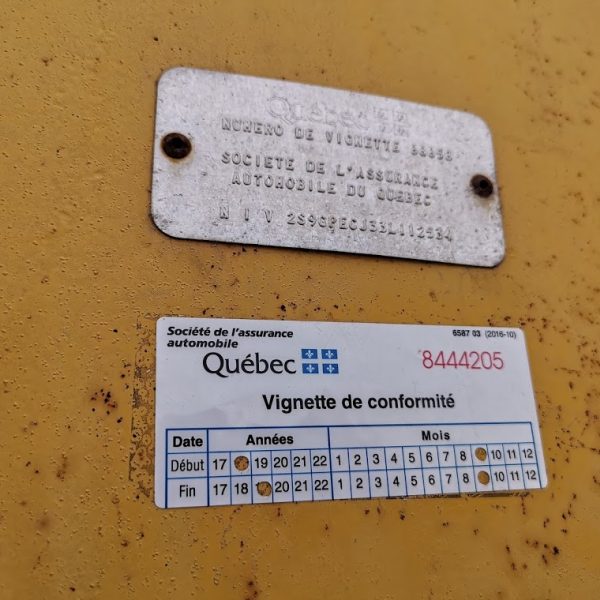 Québec
NUMERO DE VIGNETTE
SOCIETE DE L'ASSURANCE
AUTOMOBILE DU QUEBEC
N I V 2S9GPECJ33L112534
Société de l'assurance
automobile
Québec
6587 03 (2016-10)
8444205
Vignette de conformité
Date Années Mois
Début 17 19 20 21 22 1 2 3 4 5 6 7 8 10 11 12
Fin 17 18 20 21 22 1 2 3 4 5 6 7 8 10 11 12